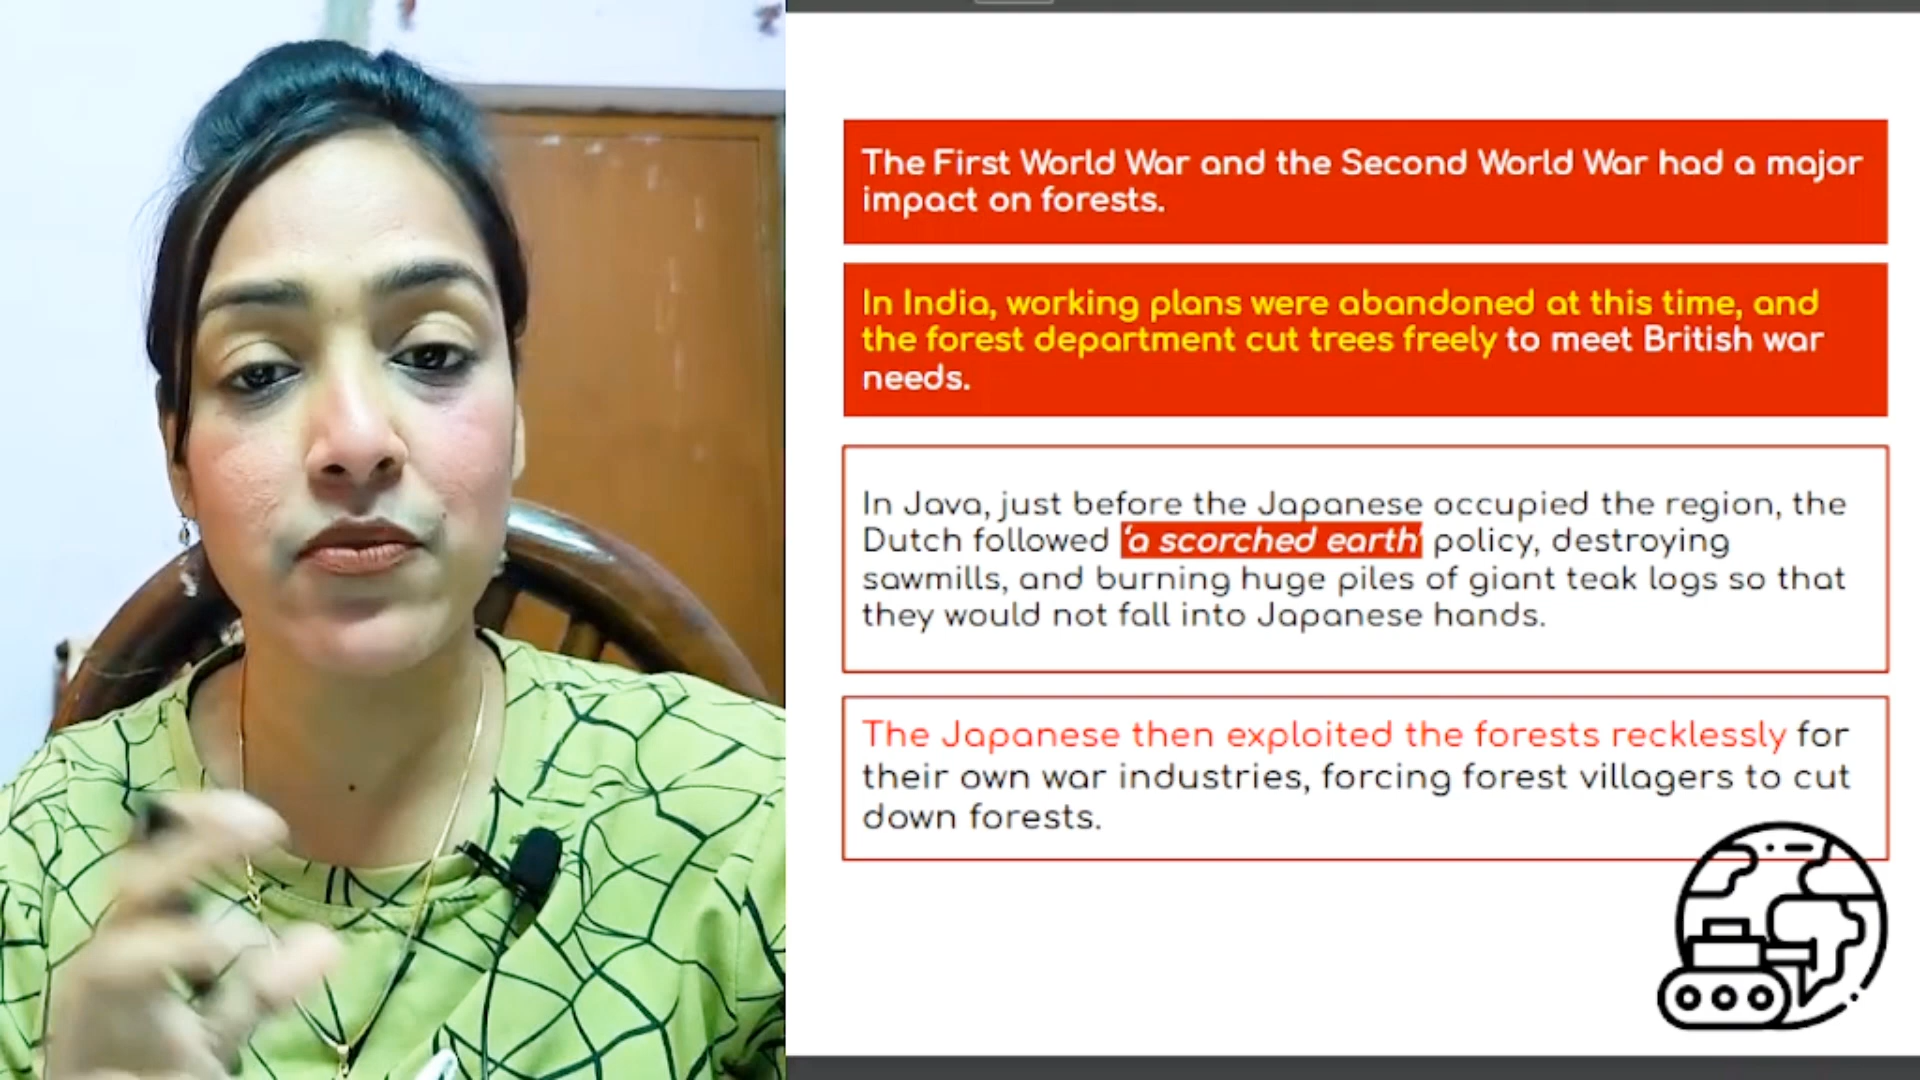 The First World War and the Second World War had a major
impact on forests.
In India, working plans were abandoned at this time, and
the forest department cut trees freely to meet British war
needs.
In Java, just before the Japanese occupied the region, the
Dutch followed ‘a scorched earth’ policy, destroying
sawmills, and burning huge piles of giant teak logs so that
they would not fall into Japanese hands.
The Japanese then exploited the forests recklessly for
their own war industries, forcing forest villagers to cut
down forests.